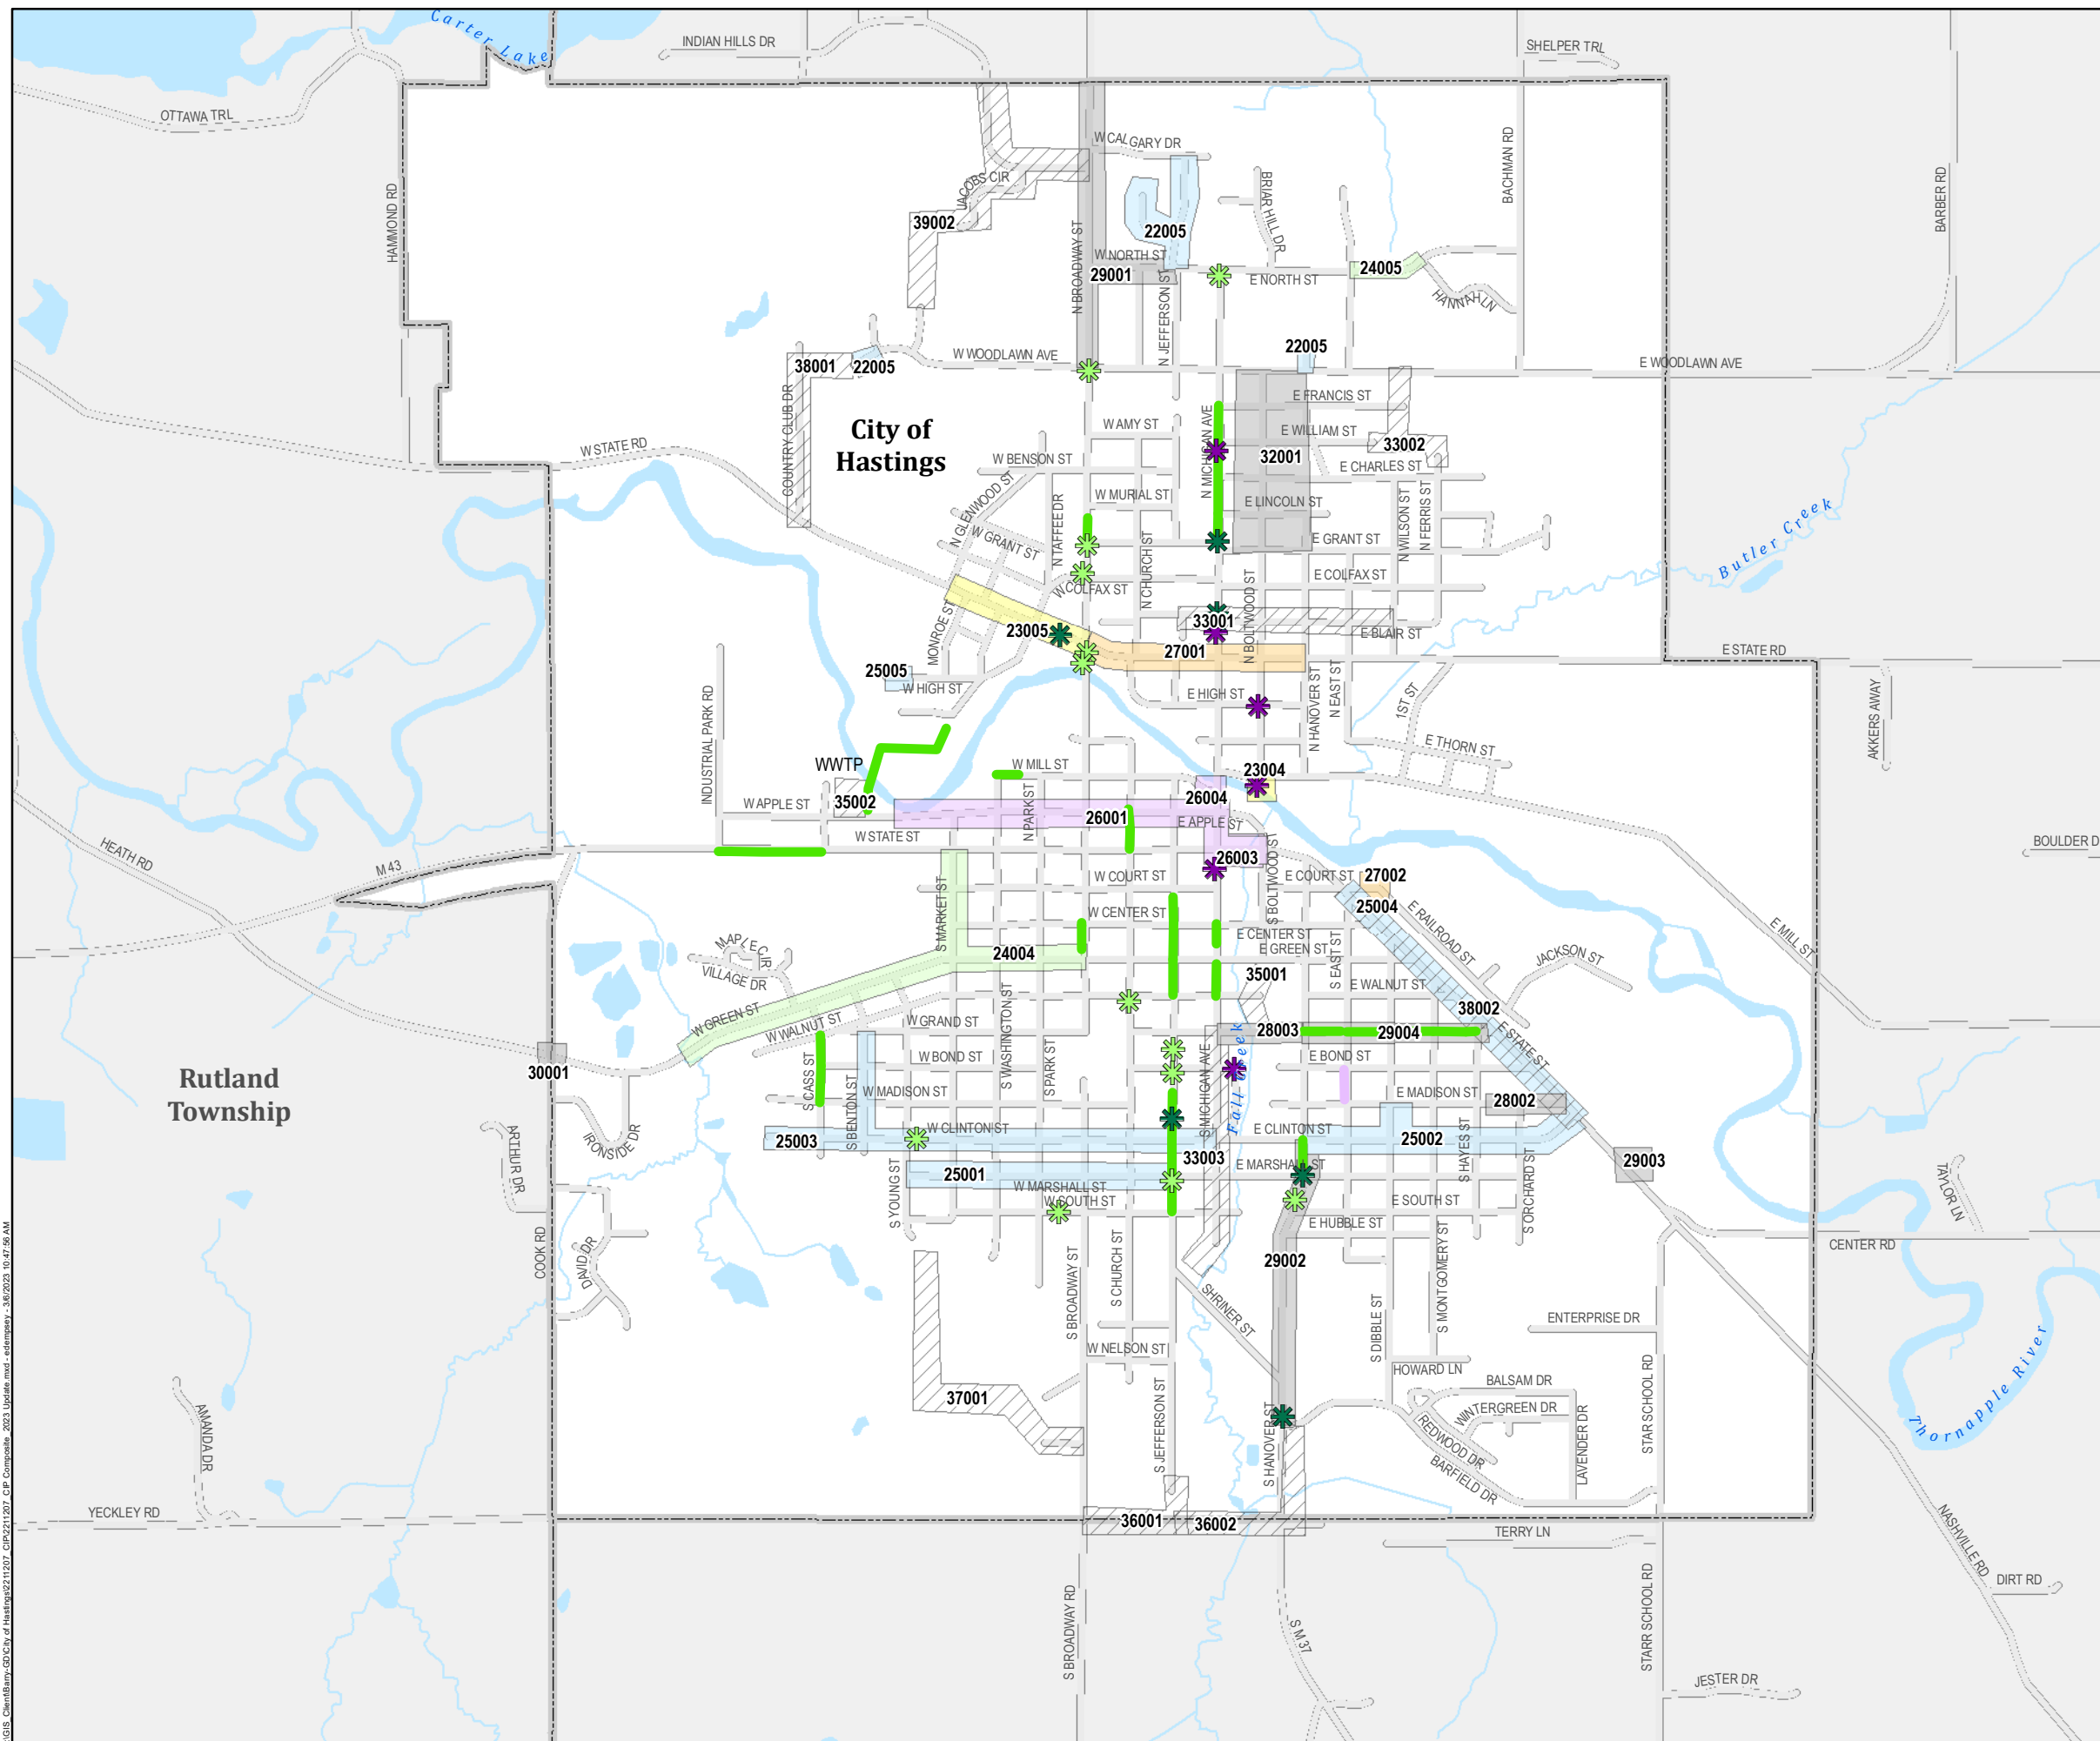 Carter Lake
INDIAN HILLS DR
SHELPER TRL
OTTAWA TRL
HAMMOND RD
W CALGARY DR
BACHMAN RD
BARBER RD
JACOBS CIR
BRIAR HILL DR
39002
N BROADWAY ST
22005
W NORTH ST
29001
E NORTH ST
24005
HANNAH LN
N JEFFERSON ST
W WOODLAWN AVE
38001
22005
22005
E WOODLAWN AVE
COUNTRY CLUB DR
E FRANCIS ST
City of
Hastings
W AMY ST
N MICHIGAN AVE
E WILLIAM ST
33002
W STATE RD
W BENSON ST
32001
E CHARLES ST
N GLENWOOD ST
W MURIAL ST
E LINCOLN ST
N TAFFEE DR
N WILSON ST
N FERRIS ST
W GRANT ST
E GRANT ST
N CHURCH ST
Butler Creek
W COLFAX ST
E COLFAX ST
N BOLTWOOD ST
MONROE ST
23005
33001
E BLAIR ST
27001
E STATE RD
25005
W HIGH ST
E HIGH ST
N HANOVER ST
N EAST ST
1ST ST
AKKERS AWAY
INDUSTRIAL PARK RD
E THORN ST
WWTP
W MILL ST
23004
35002
W APPLE ST
N PARK ST
26001
26004
E APPLE ST
W STATE ST
BOULDER D
HEATH RD
M 43
26003
W COURT ST
E COURT ST
27002
S BOLTWOOD ST
25004
S MARKET ST
W CENTER ST
E CENTER ST
E RAILROAD ST
E MILL ST
MAPLE CIR
24004
E GREEN ST
S EAST ST
JACKSON ST
VILLAGE DR
35001
E WALNUT ST
W GREEN ST
W WALNUT ST
W GRAND ST
S WASHINGTON ST
28003
29004
38002
E STATE ST
Rutland
Township
30001
S CASS ST
W BOND ST
S PARK ST
S MICHIGAN AVE
Fall Creek
E BOND ST
S BENTON ST
W MADISON ST
E MADISON ST
28002
ARTHUR DR
IRONSIDE DR
25003
W CLINTON ST
E CLINTON ST
25002
S HAYES ST
33003
29003
25001
E MARSHALL ST
W MARSHALL ST
S YOUNG ST
W SOUTH ST
E SOUTH ST
S ORCHARD ST
TAYLOR LN
E HUBBLE ST
COOK RD
DAVID DR
CENTER RD
S BROADWAY ST
S CHURCH ST
29002
S MONTGOMERY ST
S DIBBLE ST
SHRINER ST
ENTERPRISE DR
W NELSON ST
HOWARD LN
STAR SCHOOL RD
37001
BALSAM DR
WINTERGREEN DR
Thornapple River
AMANDA DR
S JEFFERSON ST
S HANOVER ST
REDWOOD DR
LAVENDER DR
BARFIELD DR
YECKLEY RD
36001
36002
TERRY LN
NASHVILLE RD
DIRT RD
S BROADWAY RD
S M 37
STARR SCHOOL RD
JESTER DR